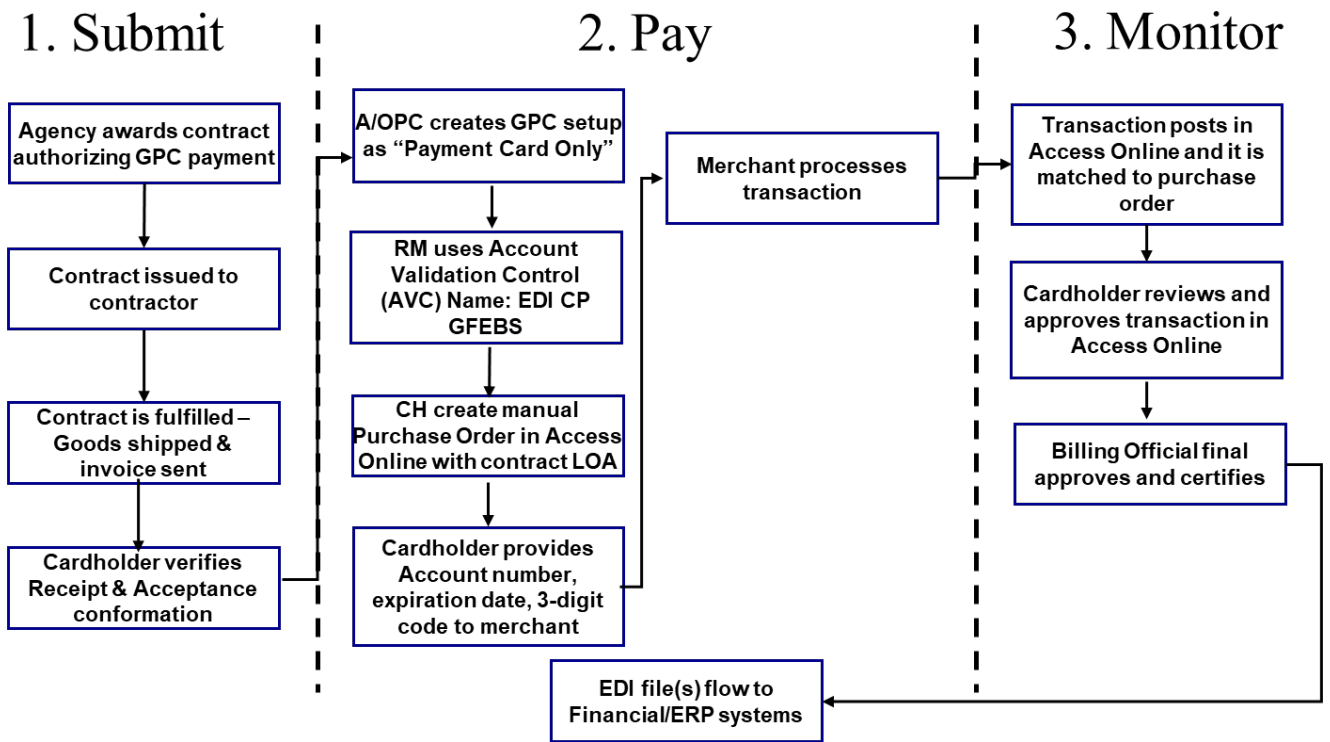 1. Submit
2. Pay
3. Monitor
Agency awards contract
authorizing GPC payment
Contract issued to
contractor
Contract is fulfilled –
Goods shipped &
invoice sent
Cardholder verifies
Receipt & Acceptance
conformation
A/OPC creates GPC setup
as “Payment Card Only”
RM uses Account
Validation Control
(AVC) Name: EDI CP
GFEBS
CH create manual
Purchase Order in Access
Online with contract LOA
Cardholder provides
Account number,
expiration date, 3-digit
code to merchant
Merchant processes
transaction
Transaction posts in
Access Online and it is
matched to purchase
order
Cardholder reviews and
approves transaction in
Access Online
Billing Official final
approves and certifies
EDI file(s) flow to
Financial/ERP systems